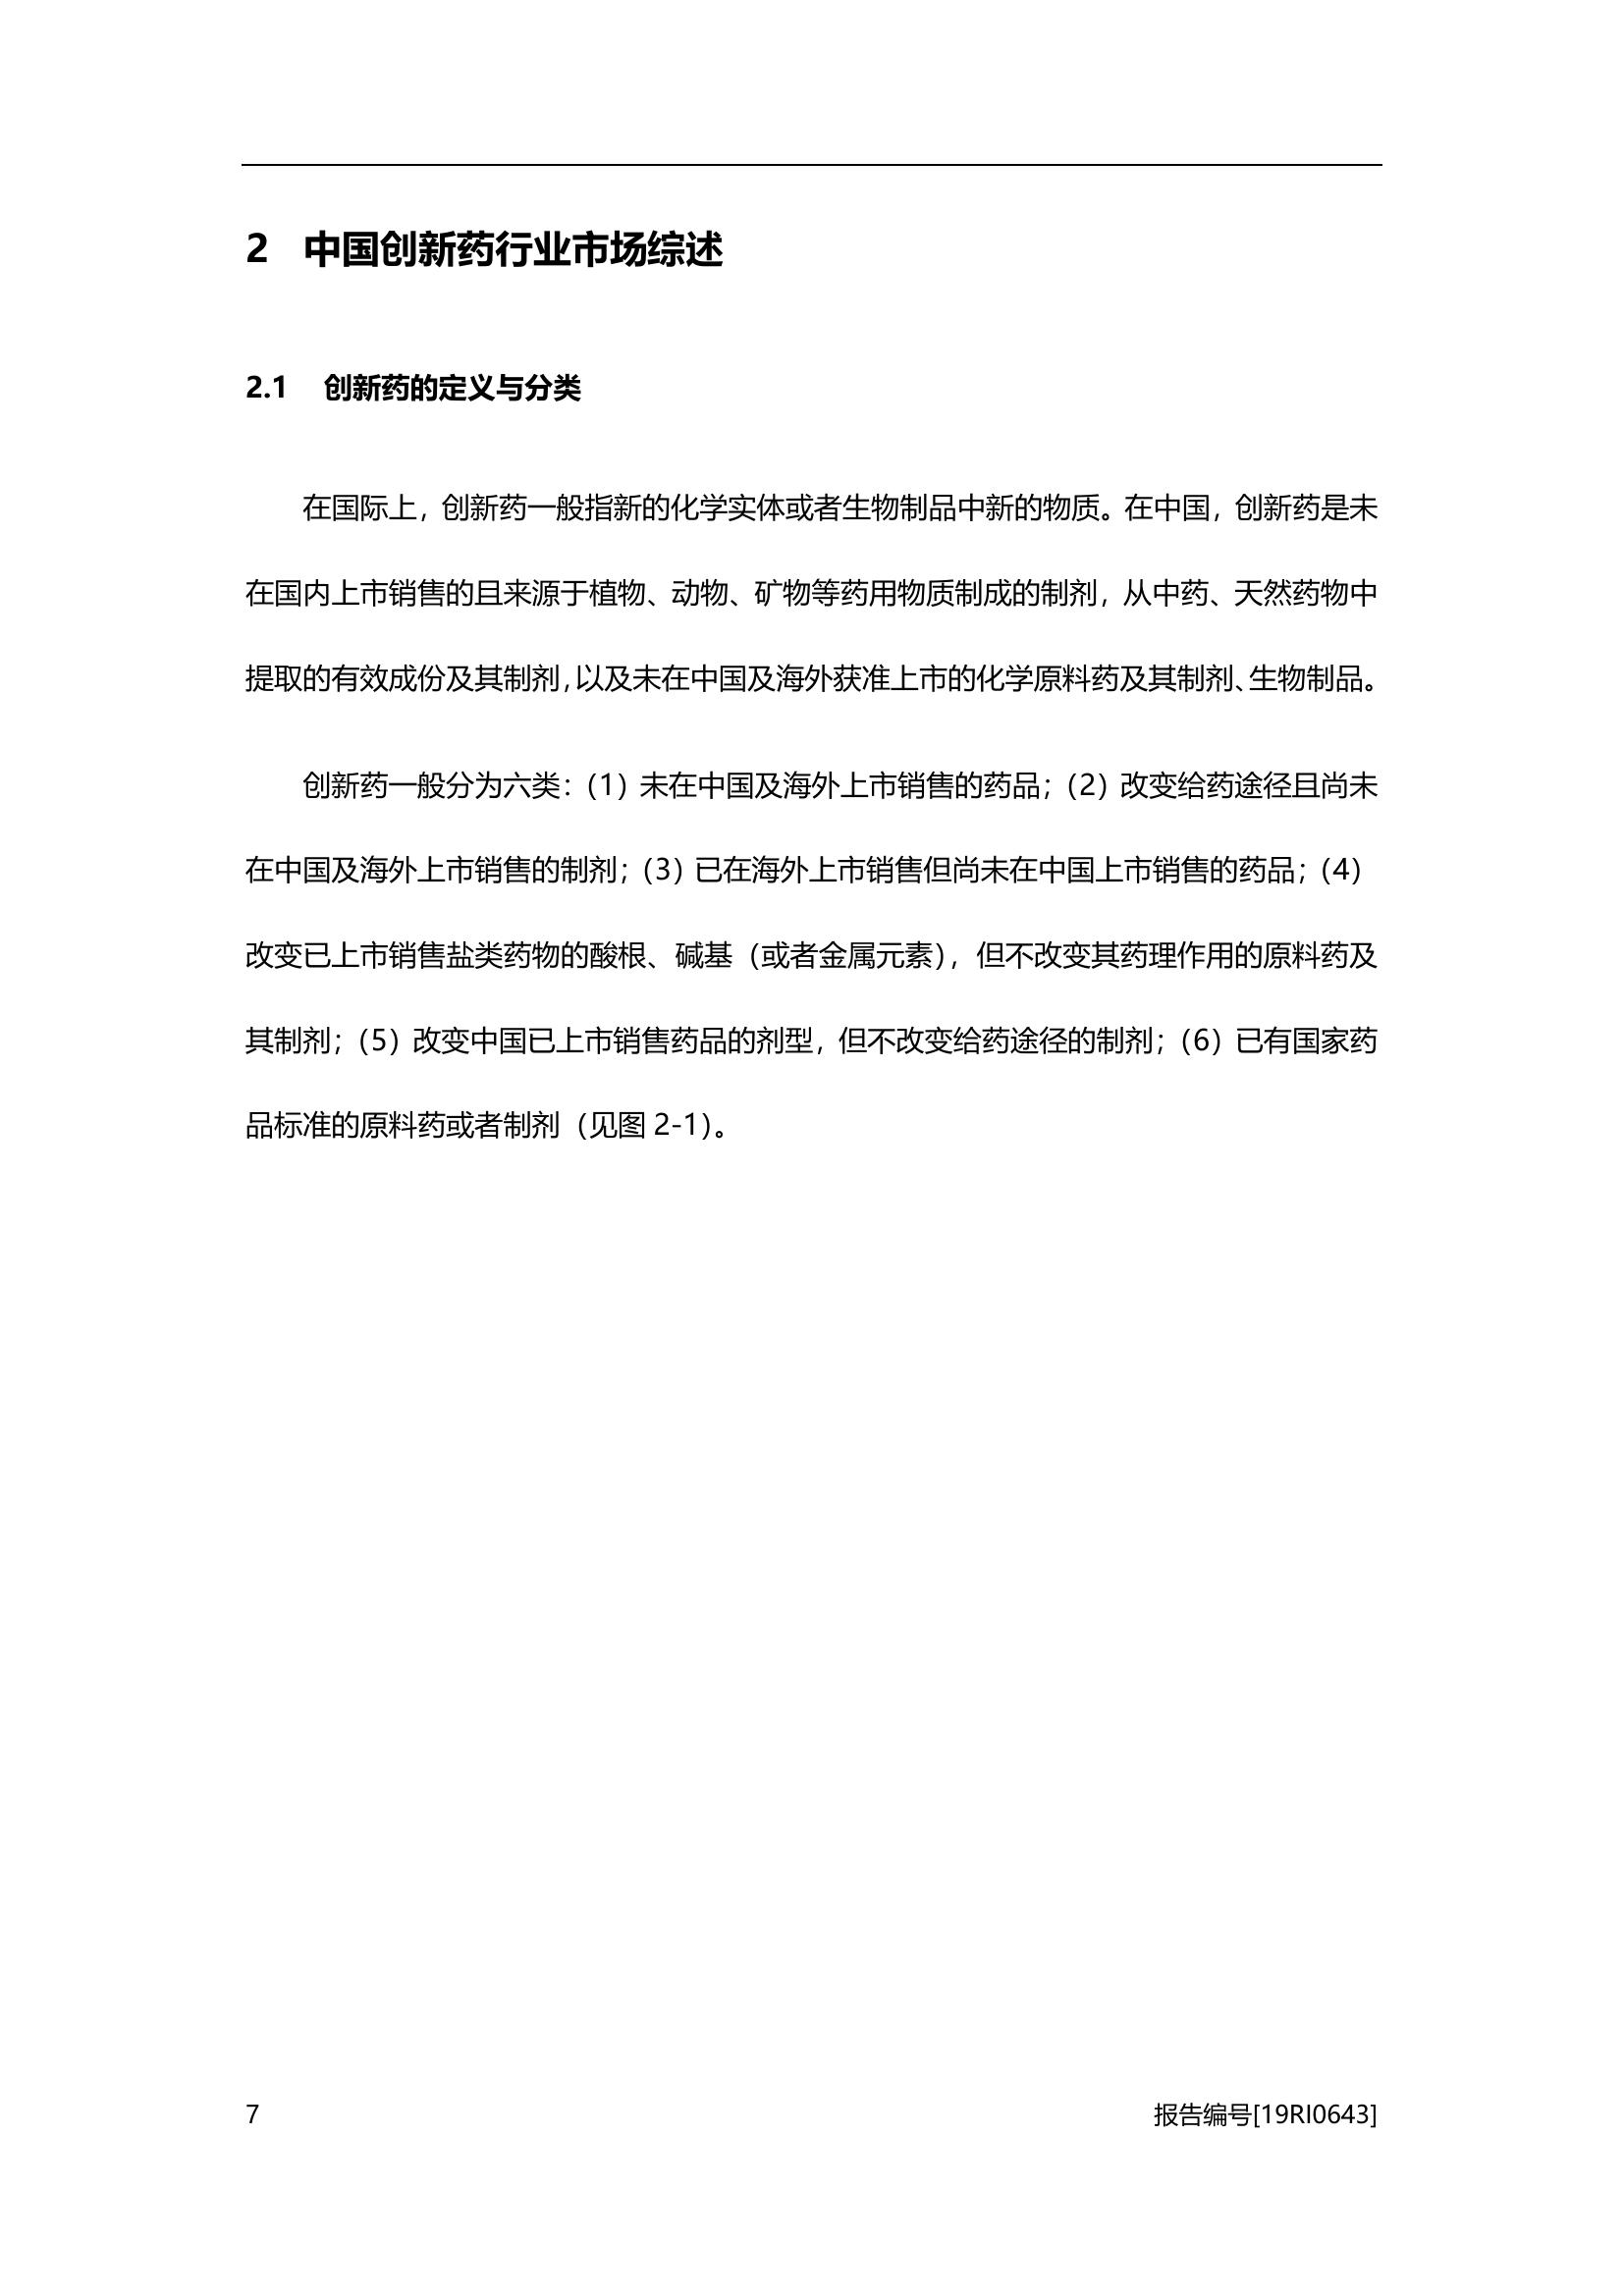 2 中国创新药行业市场综述
2.1 创新药的定义与分类
在国际上，创新药一般指新的化学实体或者生物制品中新的物质。在中国，创新药是未
在国内上市销售的且来源于植物、动物、矿物等药用物质制成的制剂，从中药、天然药物中
提取的有效成份及其制剂，以及未在中国及海外获准上市的化学原料药及其制剂、生物制品。
创新药一般分为六类：（1）未在中国及海外上市销售的药品；（2）改变给药途径且尚未
在中国及海外上市销售的制剂；（3）已在海外上市销售但尚未在中国上市销售的药品；（4）
改变已上市销售盐类药物的酸根、碱基（或者金属元素），但不改变其药理作用的原料药及
其制剂；（5）改变中国已上市销售药品的剂型，但不改变给药途径的制剂；（6）已有国家药
品标准的原料药或者制剂（见图 2-1）。
7 报告编号[19RI0643]